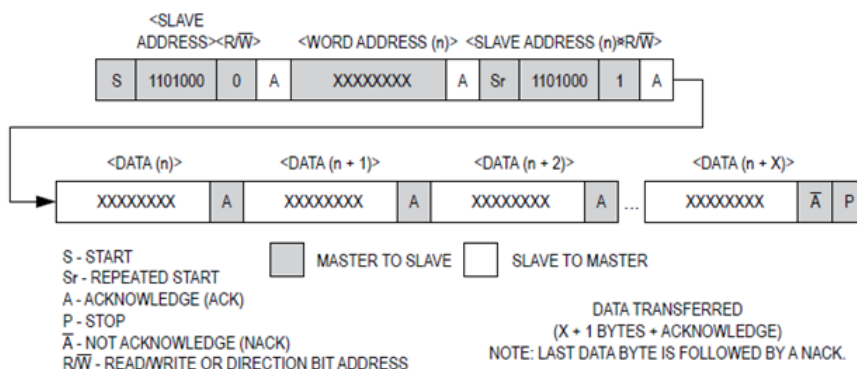 <SLAVE
ADDRESS><R/W̅> <WORD ADDRESS (n)> <SLAVE ADDRESS (n)¤R/W̅>
S 1101000 0 A XXXXXXXX A Sr 1101000 1 A
<DATA (n)> <DATA (n + 1)> <DATA (n + 2)> <DATA (n + X)>
XXXXXXXX A XXXXXXXX A XXXXXXXX A ... XXXXXXXX A̅ P
S - START
Sr - REPEATED START
A - ACKNOWLEDGE (ACK)
P - STOP
A̅ - NOT ACKNOWLEDGE (NACK)
R/W̅ - READ/WRITE OR DIRECTION BIT ADDRESS
MASTER TO SLAVE SLAVE TO MASTER
DATA TRANSFERRED
(X + 1 BYTES + ACKNOWLEDGE)
NOTE: LAST DATA BYTE IS FOLLOWED BY A NACK.